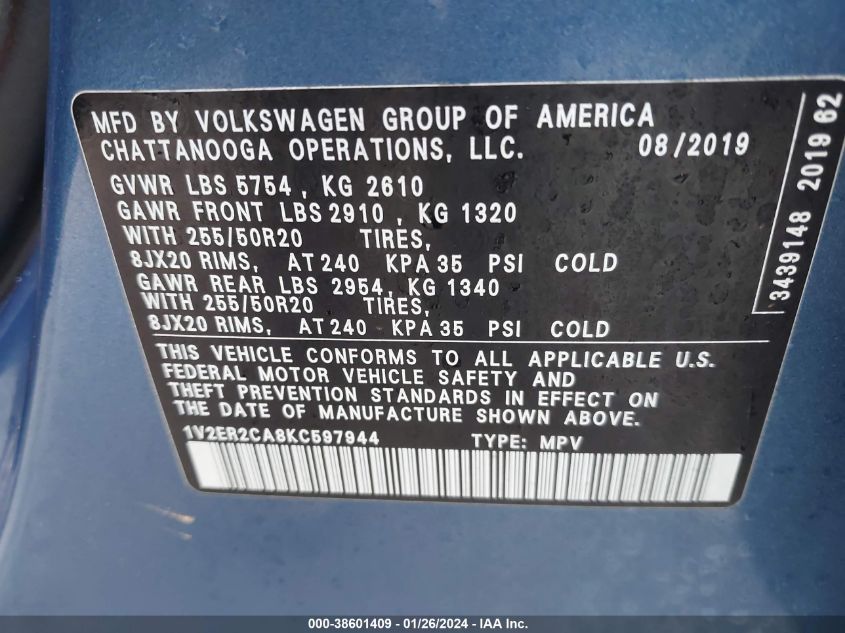 MFD BY VOLKSWAGEN GROUP OF AMERICA
CHATTANOOGA OPERATIONS, LLC. 08/2019
GVWR LBS 5754, KG 2610
GAWR FRONT LBS 2910, KG 1320
WITH 255/50R20 TIRES,
8JX20 RIMS, AT 240 KPA 35 PSI COLD
GAWR REAR LBS 2954, KG 1340
WITH 255/50R20 TIRES,
8JX20 RIMS, AT 240 KPA 35 PSI COLD
THIS VEHICLE CONFORMS TO ALL APPLICABLE U.S.
FEDERAL MOTOR VEHICLE SAFETY AND
THEFT PREVENTION STANDARDS IN EFFECT ON
THE DATE OF MANUFACTURE SHOWN ABOVE.
1V2ER2CA8KC597944 TYPE: MPV
3439148 2019 62
000-38601409 - 01/26/2024 - IAA Inc.